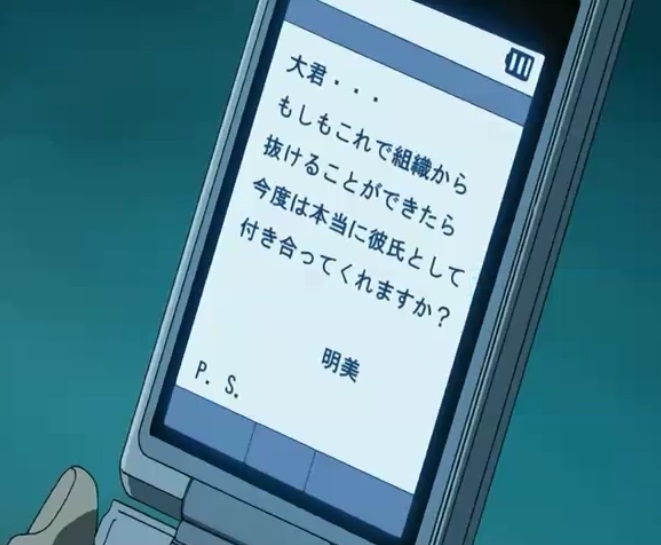 大君・・・
もしもこれで組織から
抜けることができたら
今度は本当に彼氏として
付き合ってくれますか？
明美
P. S.